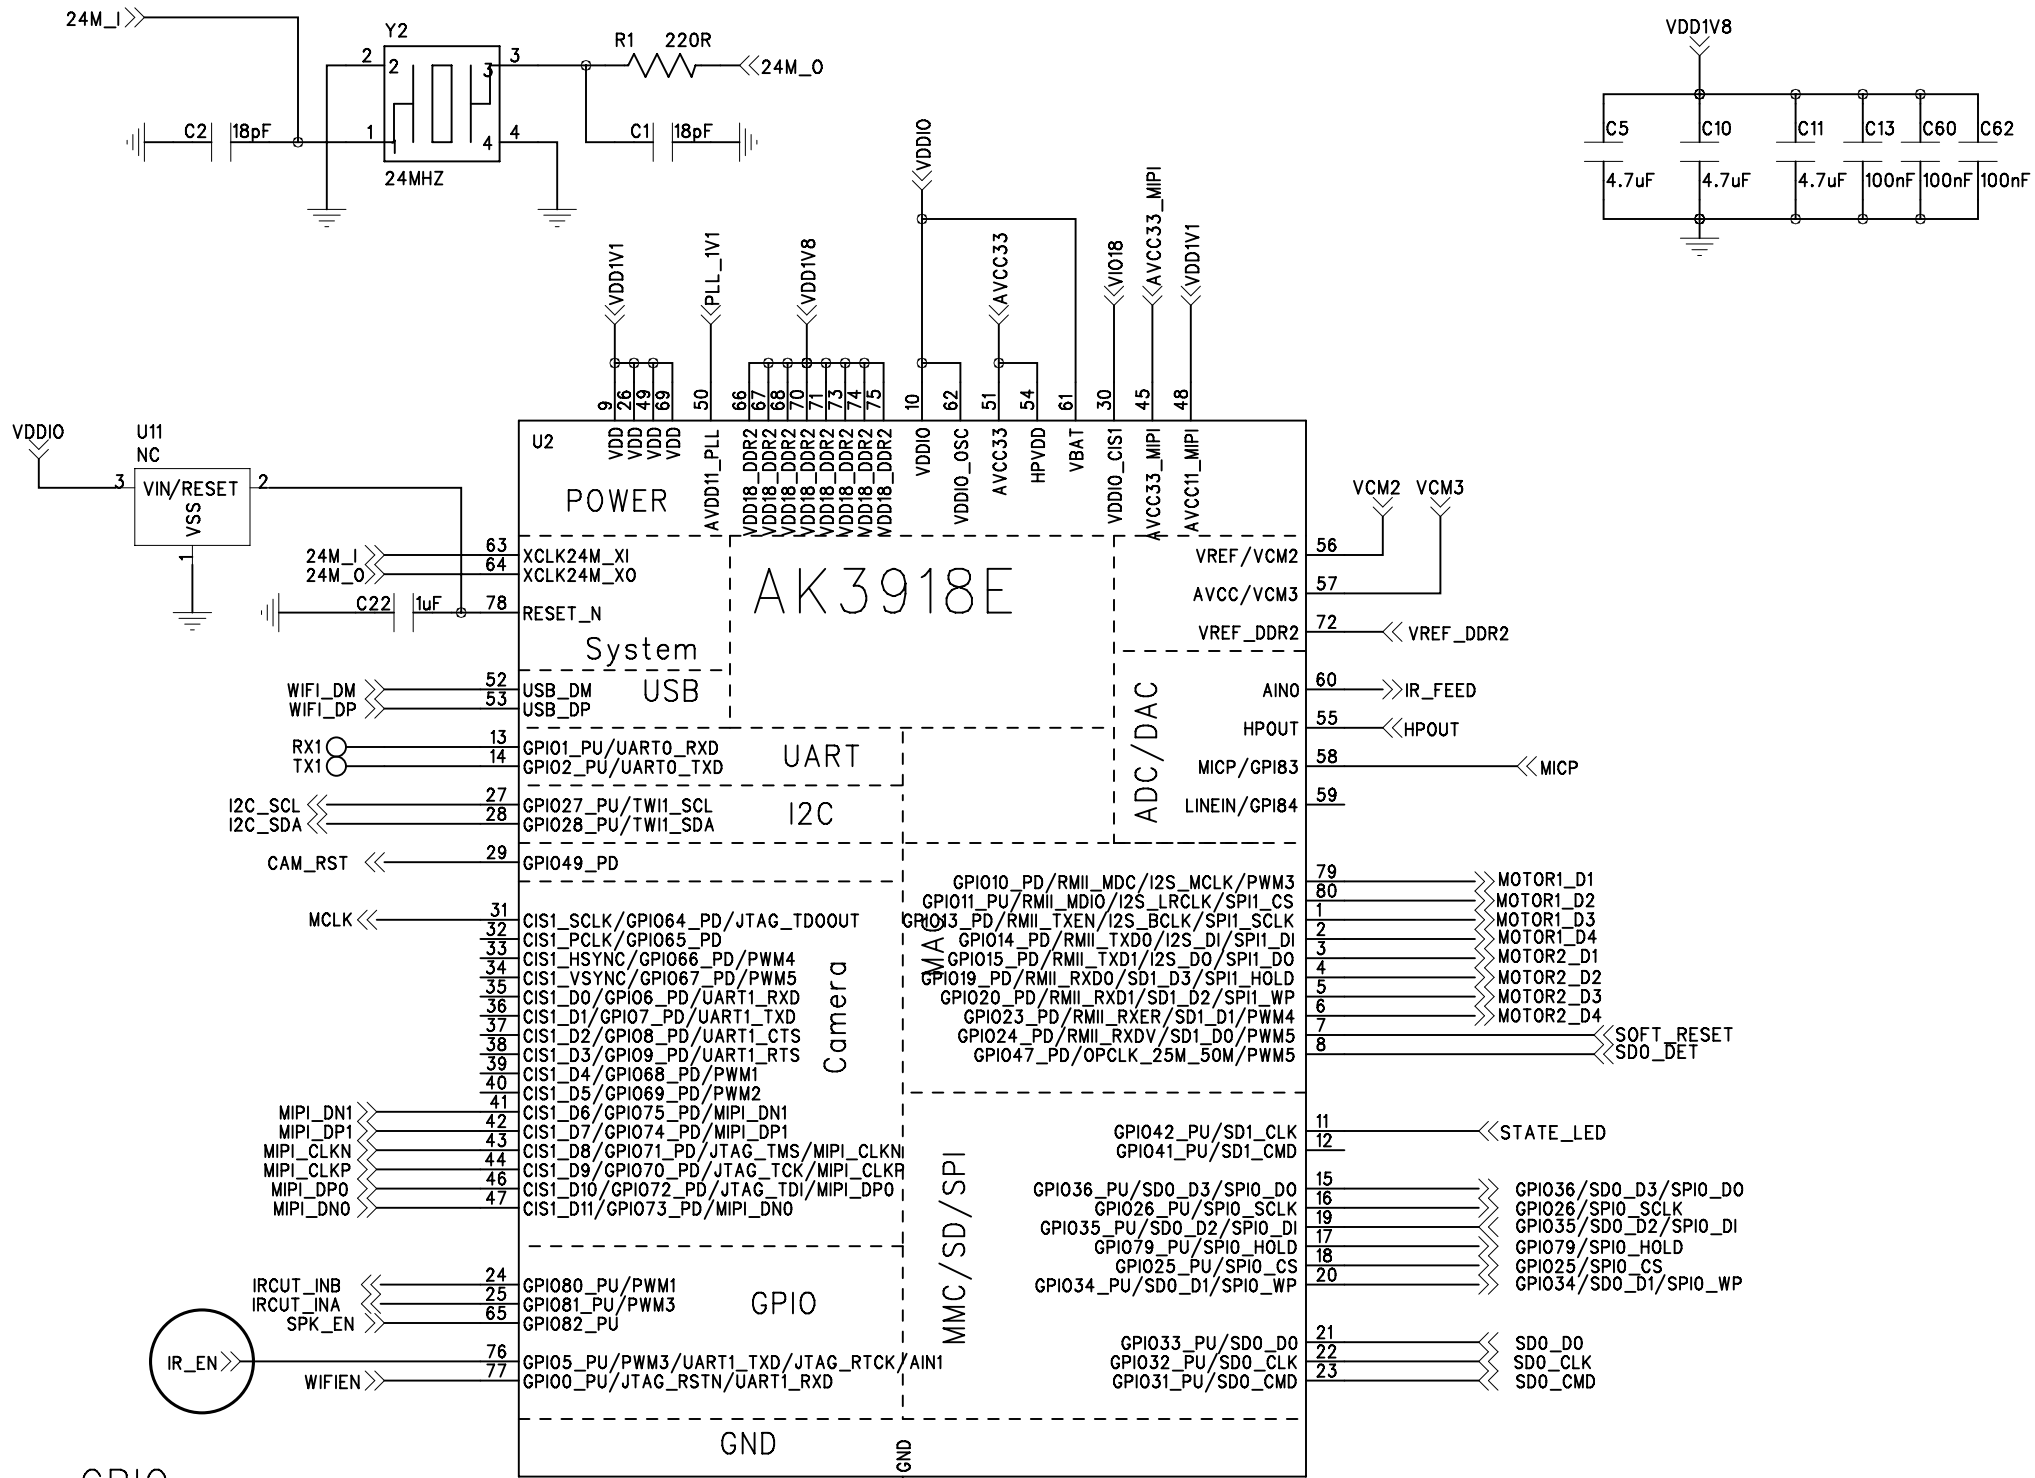 24M_I
Y2
2
2
3
3
R1 220R
24M_O
C2 18pF
1
1
4
4
C1 18pF
24MHZ
VDD1V8
C5
C10
C11
C13
C60
C62
4.7uF
4.7uF
4.7uF
100nF
100nF
100nF
VDD1V1
PLL_1V1
VDD1V8
VDDIO
AVCC33
VIO18
AVCC33_MIPI
VDD1V1
9
26
49
69
50
66
67
68
70
71
73
74
75
10
62
51
54
61
30
45
48
U2
VDD
VDD
VDD
VDD
AVDD11_PLL
VDD18_DDR2
VDD18_DDR2
VDD18_DDR2
VDD18_DDR2
VDD18_DDR2
VDD18_DDR2
VDD18_DDR2
VDD18_DDR2
VDDIO
VDDIO_OSC
AVCC33
HPVDD
VBAT
VDDIO_CIS1
AVCC33_MIPI
AVCC11_MIPI
POWER
VDDIO
U11
NC
3 VIN/RESET 2
VSS
1
24M_I 63 XCLK24M_XI
24M_O 64 XCLK24M_XO
C22 1uF 78 RESET_N
System
AK3918E
WIFI_DM 52 USB_DM
WIFI_DP 53 USB_DP
USB
RX1 13 GPIO1_PU/UART0_RXD
TX1 14 GPIO2_PU/UART0_TXD
UART
I2C_SCL 27 GPIO27_PU/TWI1_SCL
I2C_SDA 28 GPIO28_PU/TWI1_SDA
I2C
CAM_RST 29 GPIO49_PD
MCLK 31 CIS1_SCLK/GPIO64_PD/JTAG_TDOOUT
32 CIS1_PCLK/GPIO65_PD
33 CIS1_HSYNC/GPIO66_PD/PWM4
34 CIS1_VSYNC/GPIO67_PD/PWM5
35 CIS1_D0/GPIO6_PD/UART1_RXD
36 CIS1_D1/GPIO7_PD/UART1_TXD
37 CIS1_D2/GPIO8_PD/UART1_CTS
38 CIS1_D3/GPIO9_PD/UART1_RTS
39 CIS1_D4/GPIO68_PD/PWM1
40 CIS1_D5/GPIO69_PD/PWM2
MIPI_DN1 41 CIS1_D6/GPIO75_PD/MIPI_DN1
MIPI_DP1 42 CIS1_D7/GPIO74_PD/MIPI_DP1
MIPI_CLKN 43 CIS1_D8/GPIO71_PD/JTAG_TMS/MIPI_CLKN
MIPI_CLKP 44 CIS1_D9/GPIO70_PD/JTAG_TCK/MIPI_CLKP
MIPI_DP0 46 CIS1_D10/GPIO72_PD/JTAG_TDI/MIPI_DP0
MIPI_DN0 47 CIS1_D11/GPIO73_PD/MIPI_DN0
Camera
IRCUT_INB 24 GPIO80_PU/PWM1
IRCUT_INA 25 GPIO81_PU/PWM3
SPK_EN 65 GPIO82_PU
GPIO
IR_EN 76 GPIO5_PU/PWM3/UART1_TXD/JTAG_RTCK/AIN1
WIFIEN 77 GPIO0_PU/JTAG_RSTN/UART1_RXD
GND
GND
GPIO
VCM2 VCM3
VREF/VCM2 56
AVCC/VCM3 57
VREF_DDR2 72 VREF_DDR2
AIN0 60 IR_FEED
HPOUT 55 HPOUT
MICP/GPI83 58 MICP
LINEIN/GPI84 59
ADC/DAC
GPIO10_PD/RMII_MDC/I2S_MCLK/PWM3 79 MOTOR1_D1
GPIO11_PU/RMII_MDIO/I2S_LRCLK/SPI1_CS 80 MOTOR1_D2
GPIO13_PD/RMII_TXEN/I2S_BCLK/SPI1_SCLK 1 MOTOR1_D3
GPIO14_PD/RMII_TXD0/I2S_DI/SPI1_DI 2 MOTOR1_D4
GPIO15_PD/RMII_TXD1/I2S_DO/SPI1_DO 3 MOTOR2_D1
GPIO19_PD/RMII_RXD0/SD1_D3/SPI1_HOLD 4 MOTOR2_D2
GPIO20_PD/RMII_RXD1/SD1_D2/SPI1_WP 5 MOTOR2_D3
GPIO23_PD/RMII_RXER/SD1_D1/PWM4 6 MOTOR2_D4
GPIO24_PD/RMII_RXDV/SD1_D0/PWM5 7 SOFT_RESET
GPIO47_PD/OPCLK_25M_50M/PWM5 8 SD0_DET
MAC
GPIO42_PU/SD1_CLK 11 STATE_LED
GPIO41_PU/SD1_CMD 12
GPIO36_PU/SD0_D3/SPI0_DO 15 GPIO36/SD0_D3/SPI0_DO
GPIO26_PU/SPI0_SCLK 16 GPIO26/SPI0_SCLK
GPIO35_PU/SD0_D2/SPI0_DI 19 GPIO35/SD0_D2/SPI0_DI
GPIO79_PU/SPI0_HOLD 17 GPIO79/SPI0_HOLD
GPIO25_PU/SPI0_CS 18 GPIO25/SPI0_CS
GPIO34_PU/SD0_D1/SPI0_WP 20 GPIO34/SD0_D1/SPI0_WP
GPIO33_PU/SD0_D0 21 SD0_D0
GPIO32_PU/SD0_CLK 22 SD0_CLK
GPIO31_PU/SD0_CMD 23 SD0_CMD
MMC/SD/SPI